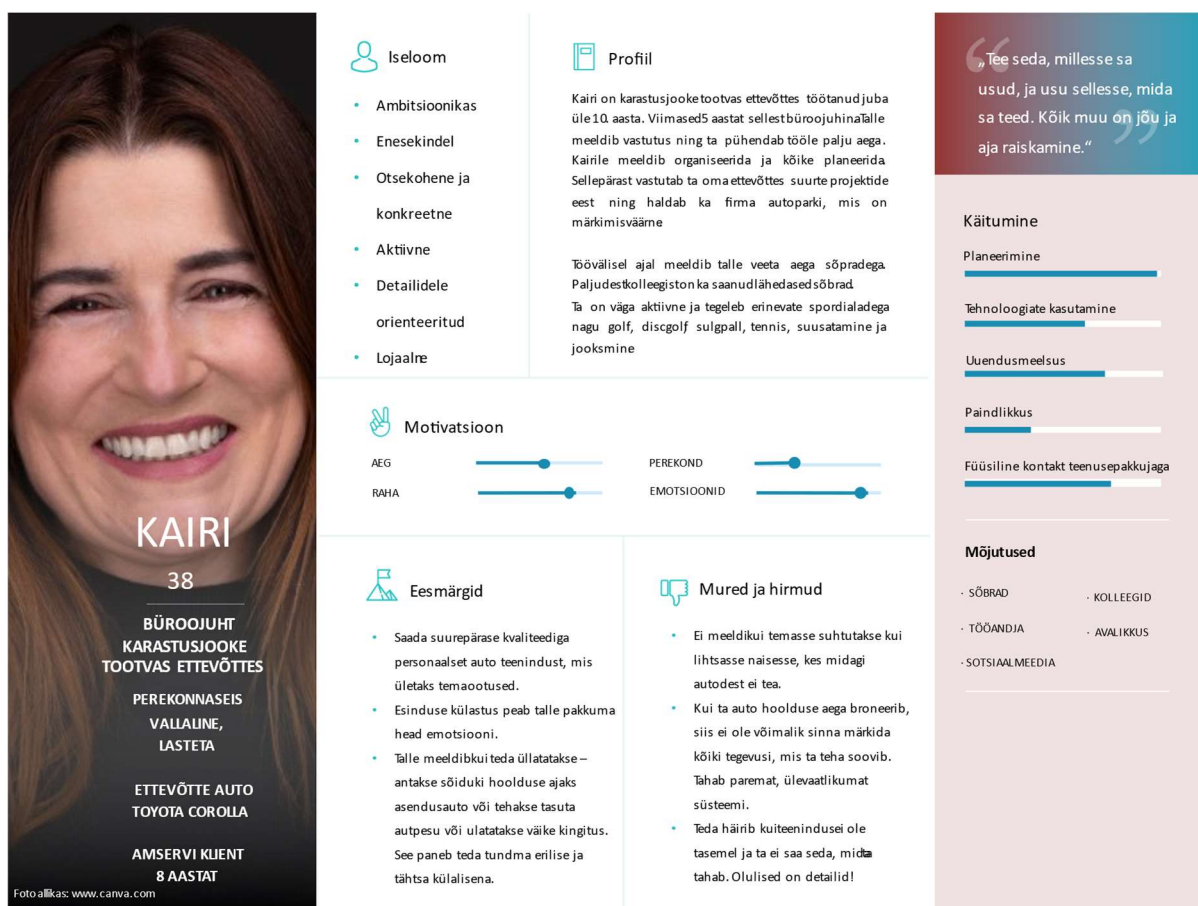 KAIRI
38
BÜROOJUHT
KARASTUSJOOKE
TOOTVAS ETTEVÕTTES
PEREKONNASEIS
VALLALINE,
LASTETA
ETTEVÕTTE AUTO
TOYOTA COROLLA
AMSERVI KLIENT
8 AASTAT
Foto allikas: www.canva.com
Iseloom
• Ambitsioonikas
• Enesekindel
• Otsekohene ja
konkreetne
• Aktiivne
• Detailidele
orienteeritud
• Lojaalne
Profiil
Kairi on karastusjooke tootvas ettevõttes töötanud juba
üle 10. aasta. Viimased 5 aastat sellest büroojuhina Talle
meeldib vastutus ning ta pühendab tööle palju aega.
Kairile meeldib organiseerida ja kõike planeerida.
Sellepärast vastutab ta oma ettevõttes suurte projektide
eest ning haldab ka firma autoparki, mis on
märkimisväärne
Töövälisel ajal meeldib talle veeta aega sõpradega.
Paljudest kolleegist on ka saanud lähedased sõbrad.
Ta on väga aktiivne ja tegeleb erinevate spordialadega
nagu golf, discgolf sulgpall, tennis, suusatamine ja
jooksmine
Motivatsioon
AEG
RAHA
PEREKOND
EMOTSIOONID
Eesmärgid
• Saada suurepärase kvaliteediga
personaalset auto teenindust, mis
ületaks tema ootused.
• Esinduse külastus peab talle pakkuma
head emotsiooni.
• Talle meeldib kui teda üllatatakse –
antakse sõiduki hoolduse ajaks
asendusauto või tehakse tasuta
autpesu või ulatatakse väike kingitus.
See paneb teda tundma erilise ja
tähtsa külalisena.
Mured ja hirmud
• Ei meeldi kui temasse suhtutakse kui
lihtsasse naisesse, kes midagi
autodest ei tea.
• Kui ta auto hoolduse aega broneerib,
siis ei ole võimalik sinna märkida
kõiki tegevusi, mis ta teha soovib.
Tahab paremat, ülevaatlikumat
süsteemi.
• Teda häirib kui teenindus ei ole
tasemel ja ta ei saa seda, mida ta
tahab. Olulised on detailid!
„Tee seda, millesse sa
usud, ja usu sellesse, mida
sa teed. Kõik muu on jõu ja
aja raiskamine.“
Käitumine
Planeerimine
Tehnoloogiate kasutamine
Uuendusmeelsus
Paindlikkus
Füüsiline kontakt teenusepakkujaga
Mõjutused
· SÕBRAD
· TÖÖANDJA
· SOTSIAALMEEDIA
· KOLLEEGID
· AVALIKKUS